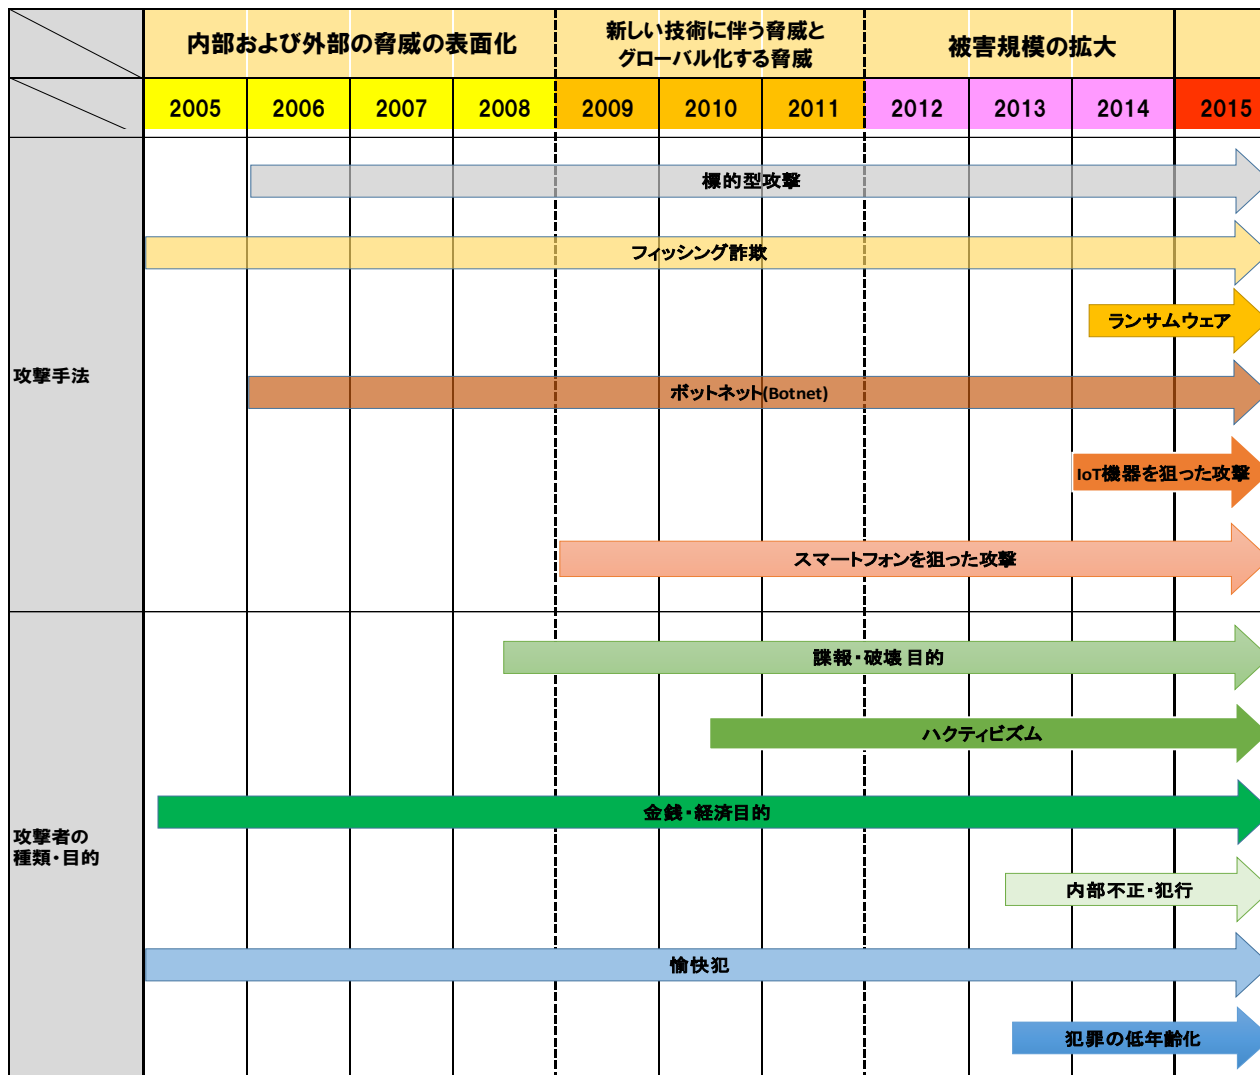 内部および外部の脅威の表面化
新しい技術に伴う脅威と
グローバル化する脅威
被害規模の拡大
2005 2006 2007 2008 2009 2010 2011 2012 2013 2014 2015
攻撃手法
標的型攻撃
フィッシング詐欺
ランサムウェア
ボットネット(Botnet)
IoT機器を狙った攻撃
スマートフォンを狙った攻撃
攻撃者の
種類・目的
諜報・破壊目的
ハクティビズム
金銭・経済目的
内部不正・犯行
愉快犯
犯罪の低年齢化